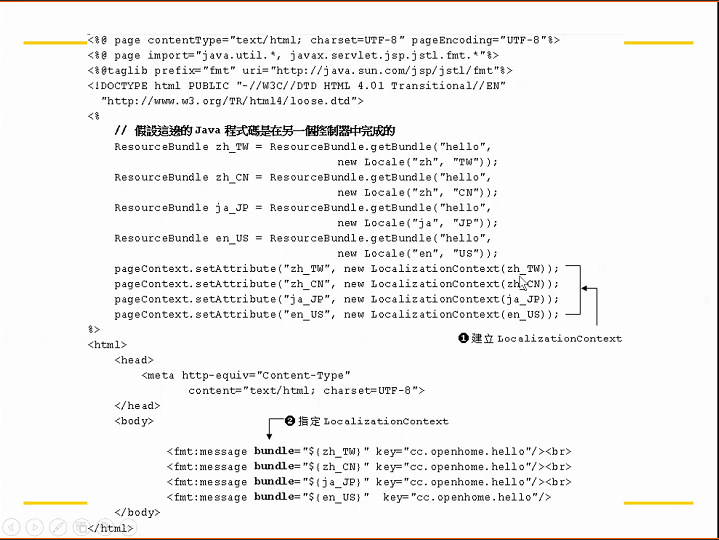 <%@ page contentType="text/html; charset=UTF-8" pageEncoding="UTF-8"%>
<%@ page import="java.util.*, javax.servlet.jsp.jstl.fmt.*"%>
<%@taglib prefix="fmt" uri="http://java.sun.com/jsp/jstl/fmt"%>
<!DOCTYPE html PUBLIC "-//W3C//DTD HTML 4.01 Transitional//EN"
"http://www.w3.org/TR/html4/loose.dtd">
<%
// 假設這邊的 Java 程式碼是在另一個控制器中完成的
ResourceBundle zh_TW = ResourceBundle.getBundle("hello",
new Locale("zh", "TW"));
ResourceBundle zh_CN = ResourceBundle.getBundle("hello",
new Locale("zh", "CN"));
ResourceBundle ja_JP = ResourceBundle.getBundle("hello",
new Locale("ja", "JP"));
ResourceBundle en_US = ResourceBundle.getBundle("hello",
new Locale("en", "US"));
pageContext.setAttribute("zh_TW", new LocalizationContext(zh_TW));
pageContext.setAttribute("zh_CN", new LocalizationContext(zh_CN));
pageContext.setAttribute("ja_JP", new LocalizationContext(ja_JP));
pageContext.setAttribute("en_US", new LocalizationContext(en_US));
%>
❶ 建立 LocalizationContext
<html>
<head>
<meta http-equiv="Content-Type"
content="text/html; charset=UTF-8">
</head>
<body>
❷ 指定 LocalizationContext
<fmt:message bundle="${zh_TW}" key="cc.openhome.hello"/><br>
<fmt:message bundle="${zh_CN}" key="cc.openhome.hello"/><br>
<fmt:message bundle="${ja_JP}" key="cc.openhome.hello"/><br>
<fmt:message bundle="${en_US}" key="cc.openhome.hello"/>
</body>
</html>